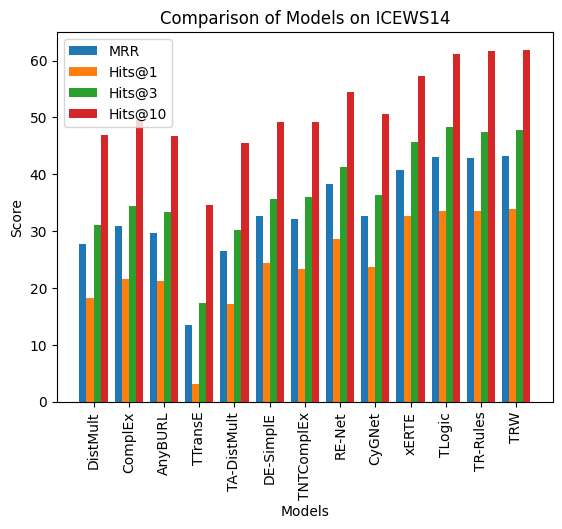 Comparison of Models on ICEWS14
MRR
Hits@1
Hits@3
Hits@10
Score
60
50
40
30
20
10
0
DistMult
ComplEx
AnyBURL
TTransE
TA-DistMult
DE-SimplE
TNTComplEx
RE-Net
CyGNet
xERTE
TLogic
TR-Rules
TRW
Models